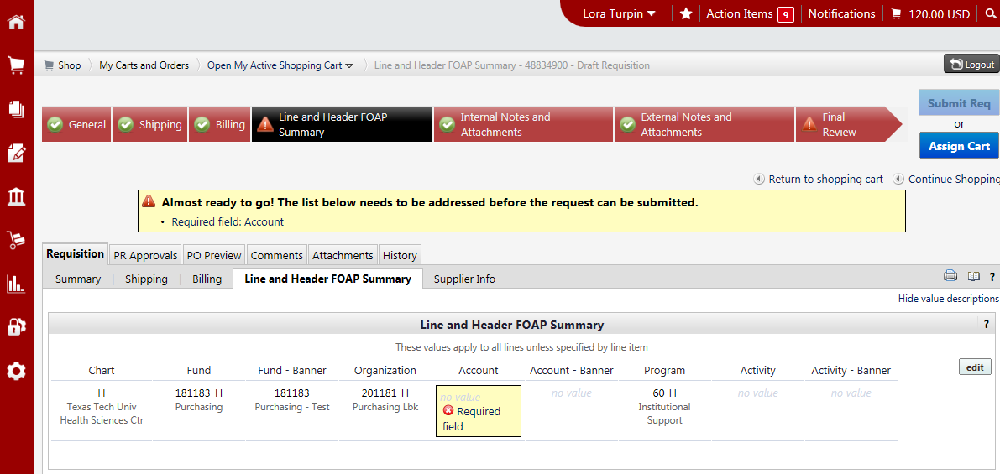 Lora Turpin Action Items 9 Notifications 120.00 USD
Shop My Carts and Orders Open My Active Shopping Cart Line and Header FOAP Summary - 48834900 - Draft Requisition
Logout
General Shipping Billing
Line and Header FOAP
Summary
Internal Notes and
Attachments
External Notes and
Attachments
Final
Review
Submit Req
or
Assign Cart
Return to shopping cart Continue Shopping
Almost ready to go! The list below needs to be addressed before the request can be submitted.
• Required field: Account
Requisition PR Approvals PO Preview Comments Attachments History
Summary Shipping Billing Line and Header FOAP Summary Supplier Info ?
Hide value descriptions
Line and Header FOAP Summary ?
These values apply to all lines unless specified by line item
Chart Fund Fund - Banner Organization Account Account - Banner Program Activity Activity - Banner edit
H
Texas Tech Univ
Health Sciences Ctr
181183-H
Purchasing
181183
Purchasing - Test
201181-H
Purchasing Lbk
no value
Required
field
no value
60-H
Institutional
Support
no value
no value